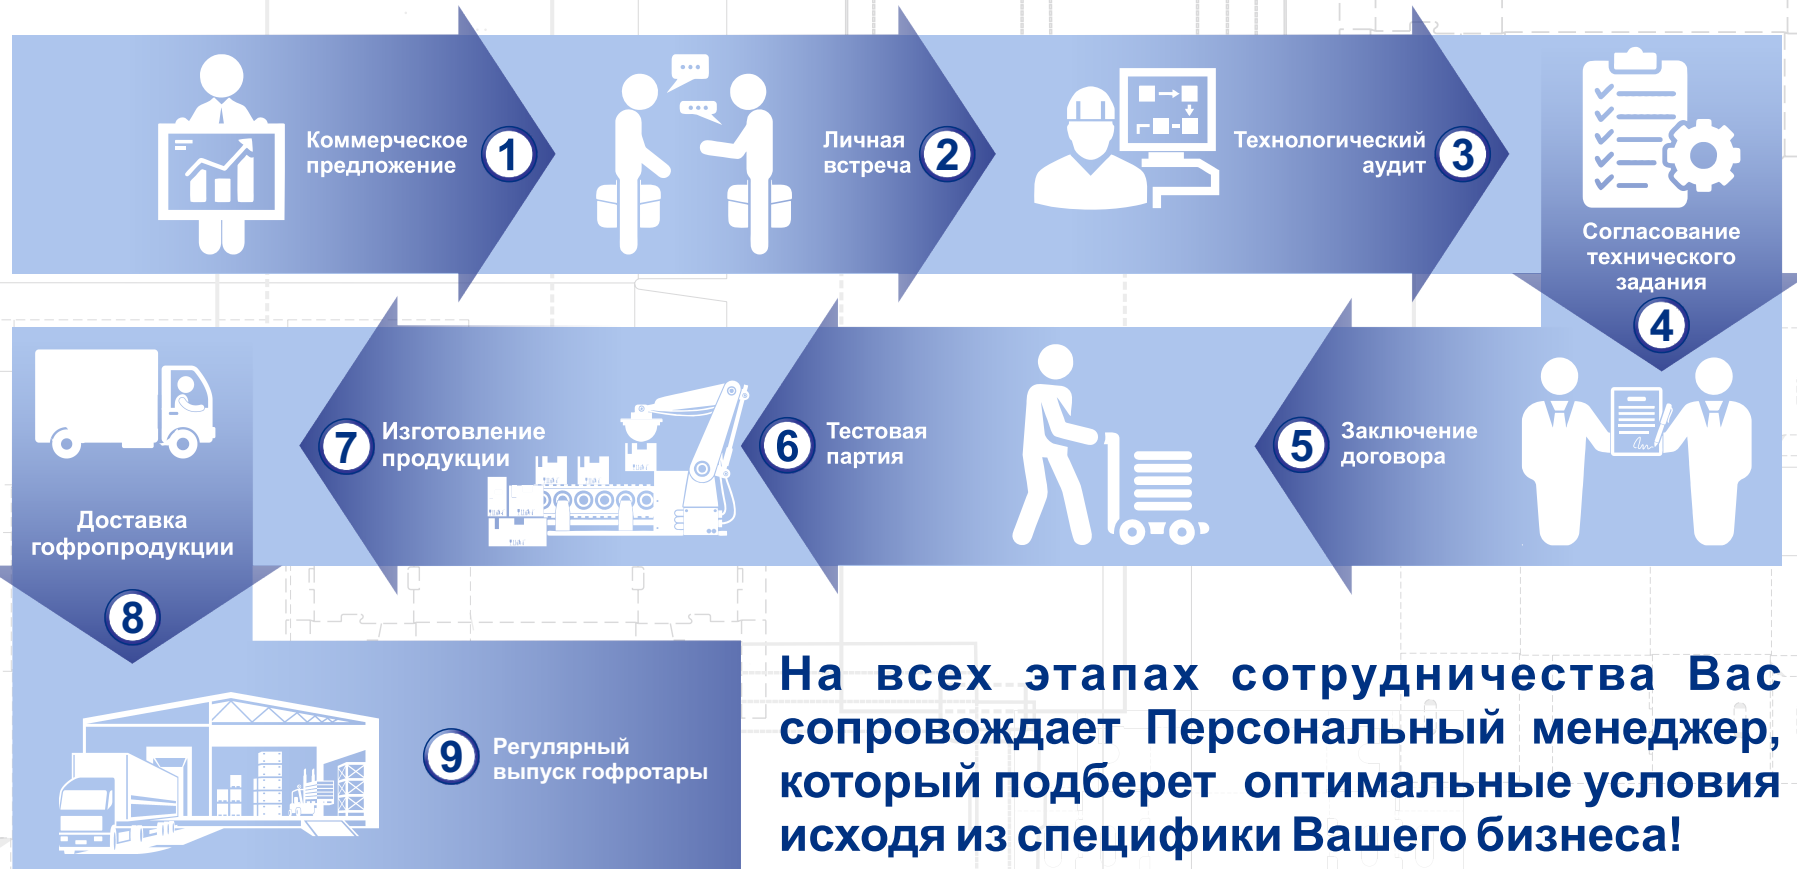 Коммерческое
предложение
1
Личная
встреча
2
Технологический
аудит
3
Согласование
технического
задания
4
5
Заключение
договора
6
Тестовая
партия
7
Изготовление
продукции
Доставка
гофропродукции
8
9
Регулярный
выпуск гофротары
На всех этапах сотрудничества Вас
сопровождает Персональный менеджер,
который подберет оптимальные условия
исходя из специфики Вашего бизнеса!